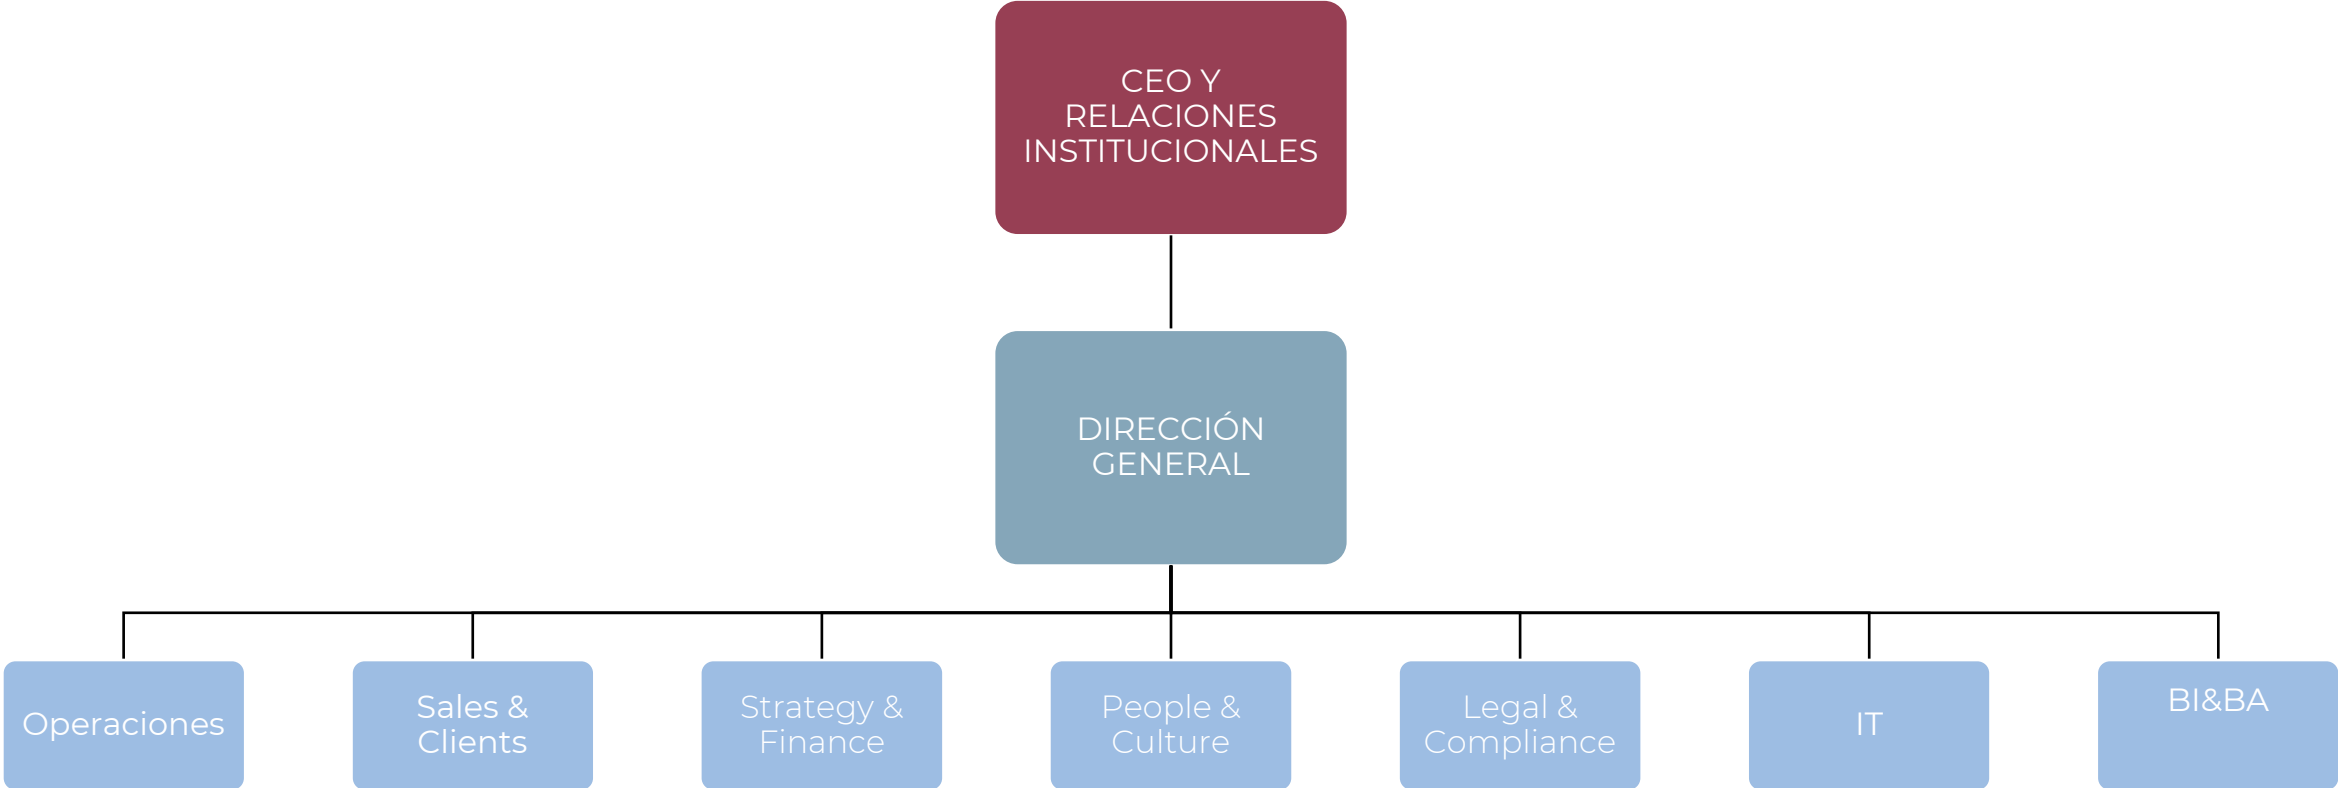 CEO Y
RELACIONES
INSTITUCIONALES
DIRECCIÓN
GENERAL
Operaciones
Sales &
Clients
Strategy &
Finance
People &
Culture
Legal &
Compliance
IT
BI&BA